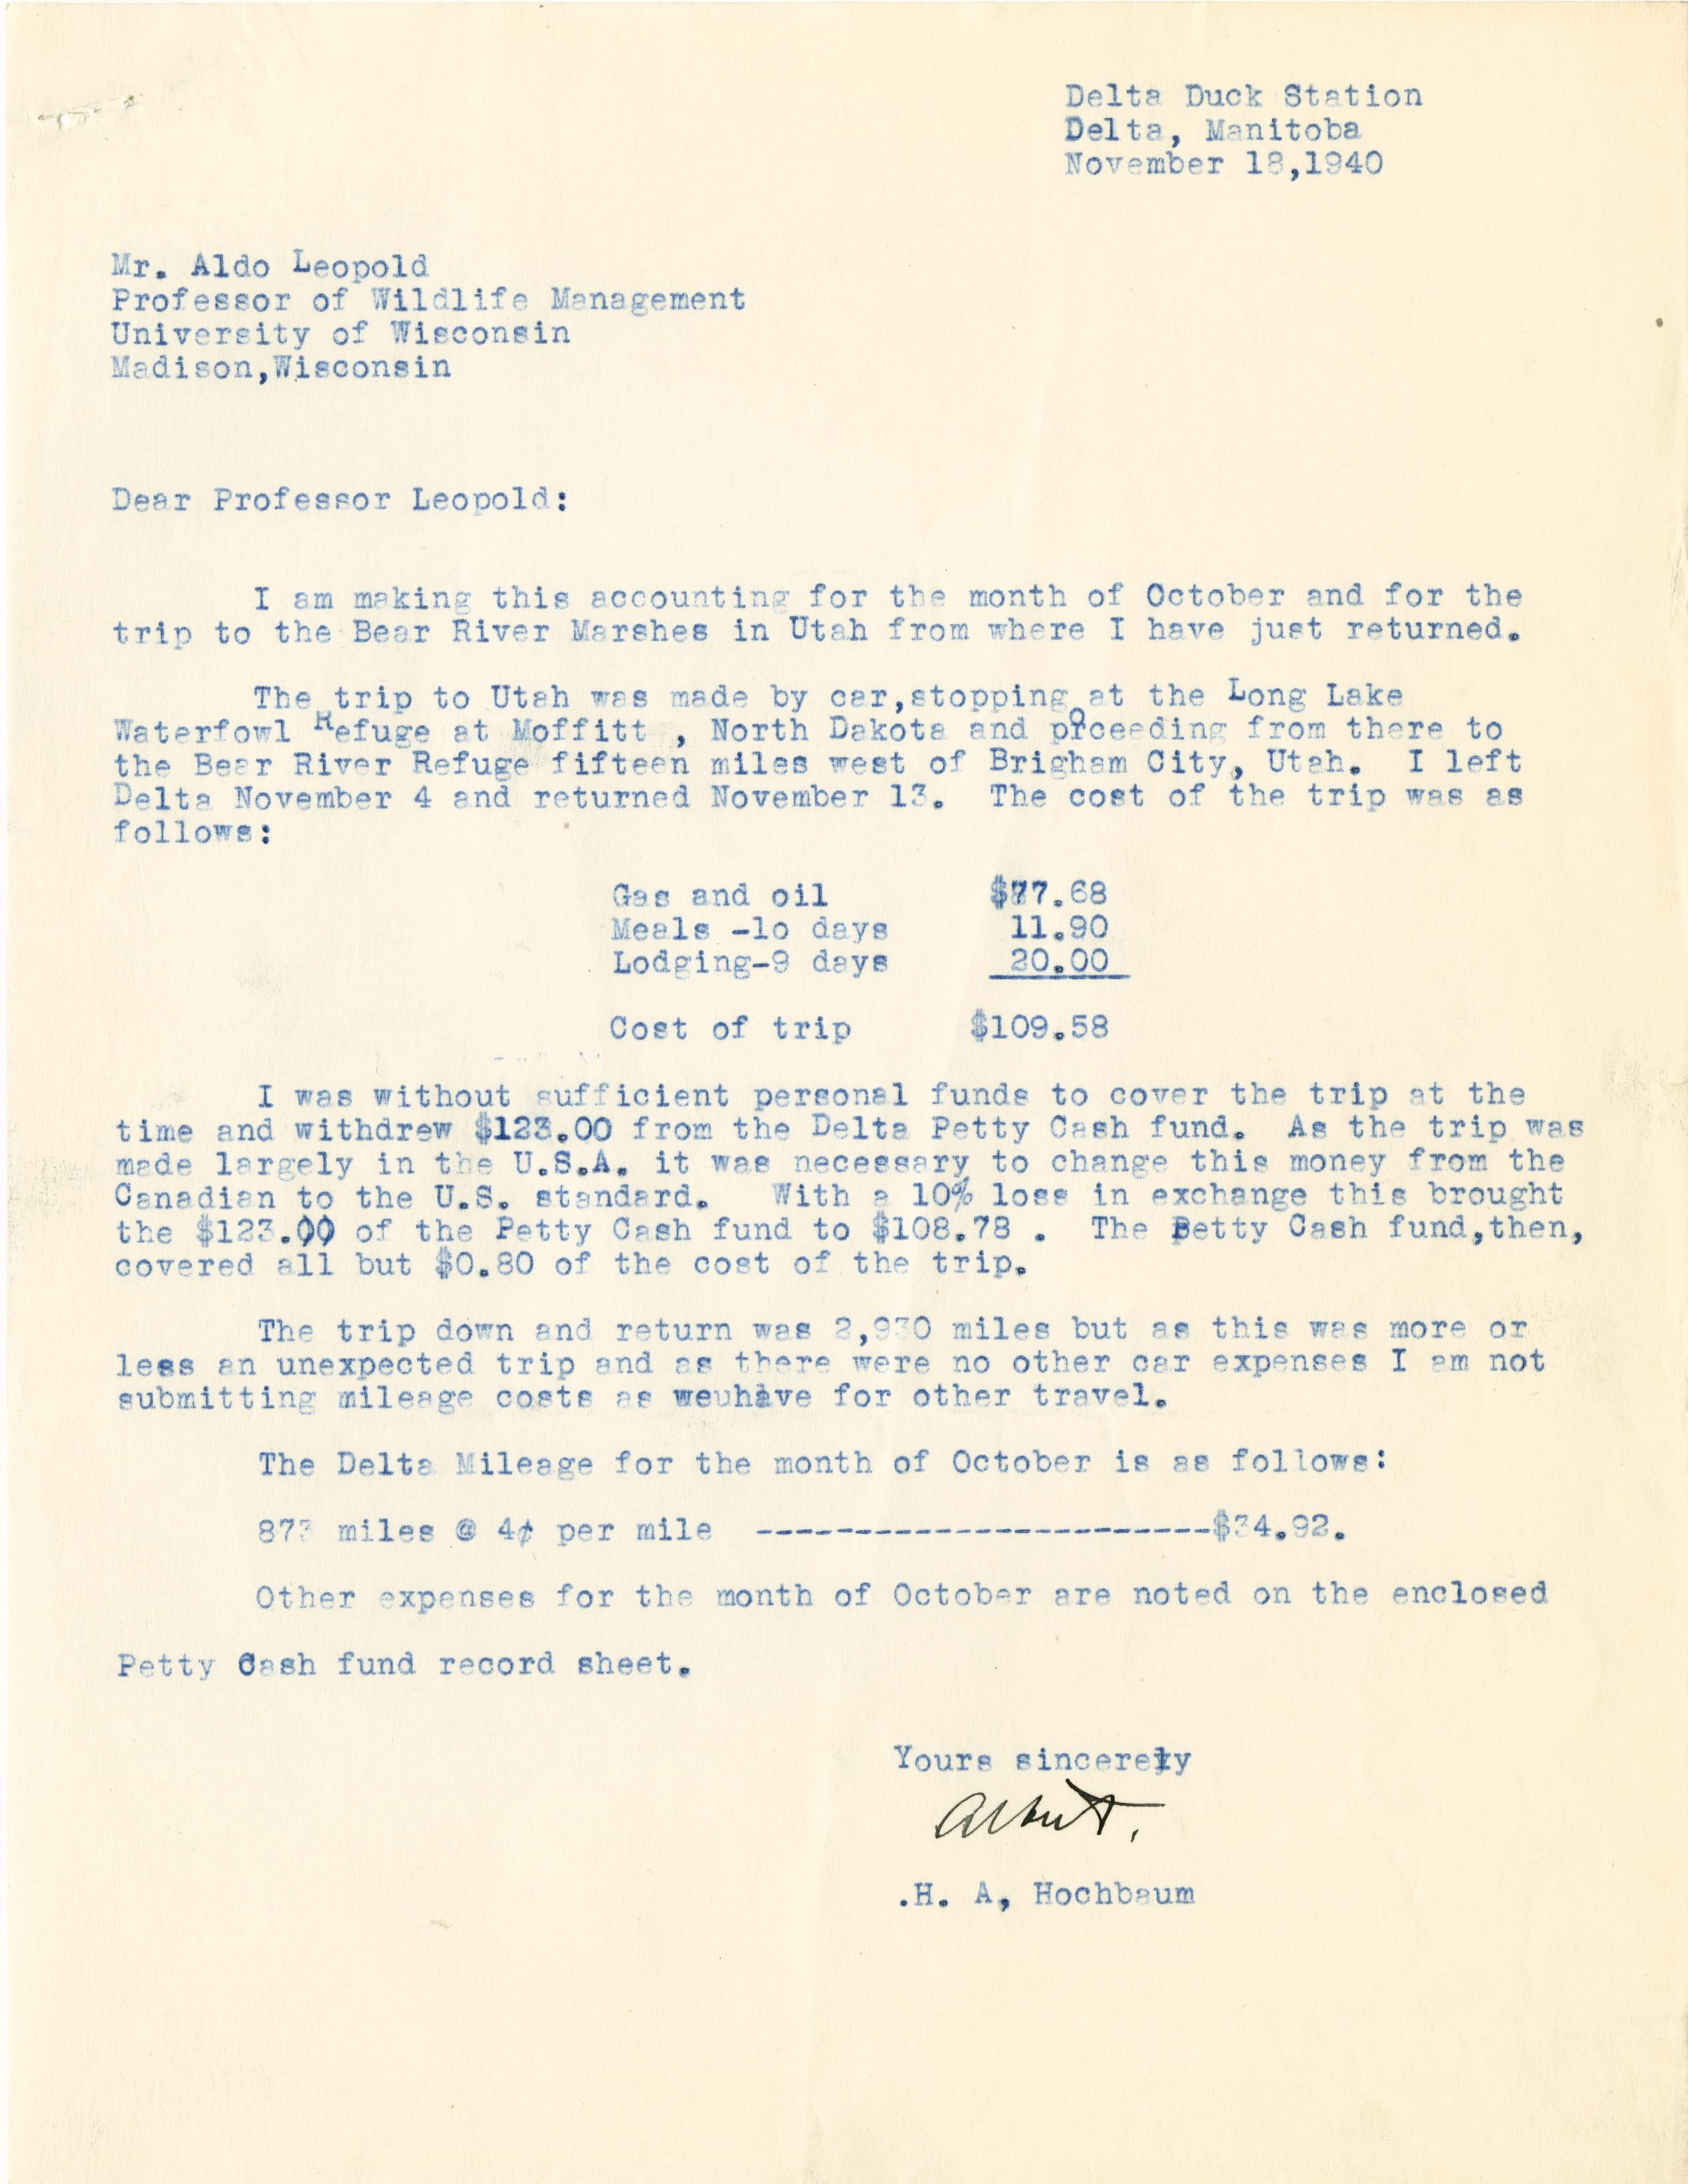 Delta Duck Station
Delta, Manitoba
November 18,1940
Mr. Aldo Leopold
Professor of Wildlife Management
University of Wisconsin
Madison,Wisconsin
Dear Professor Leopold:
I am making this accounting for the month of October and for the
trip to the Bear River Marshes in Utah from where I have just returned.
The trip to Utah was made by car,stopping at the Long Lake
Waterfowl Refuge at Moffitt , North Dakota and proceeding from there to
the Bear River Refuge fifteen miles west of Brigham City, Utah. I left
Delta November 4 and returned November 13. The cost of the trip was as
follows:
Gas and oil $77.68
Meals -lo days 11.90
Lodging-9 days 20.00
Cost of trip $109.58
I was without sufficient personal funds to cover the trip at the
time and withdrew $123.00 from the Delta Petty Cash fund. As the trip was
made largely in the U.S.A. it was necessary to change this money from the
Canadian to the U.S. standard. With a 10% loss in exchange this brought
the $123.00 of the Petty Cash fund to $108.78 . The Petty Cash fund,then,
covered all but $0.80 of the cost of the trip.
The trip down and return was 2,930 miles but as this was more or
less an unexpected trip and as there were no other car expenses I am not
submitting mileage costs as weuhave for other travel.
The Delta Mileage for the month of October is as follows:
873 miles @ 4¢ per mile -----------------------$34.92.
Other expenses for the month of October are noted on the enclosed
Petty Cash fund record sheet.
Yours sincerely
Albert.
.H. A, Hochbaum